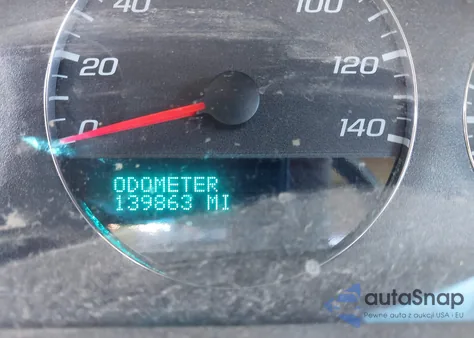 40
100
20
120
0
140
ODOMETER
139863 MI
autaSnap
Pewne auta z aukcji USA i EU